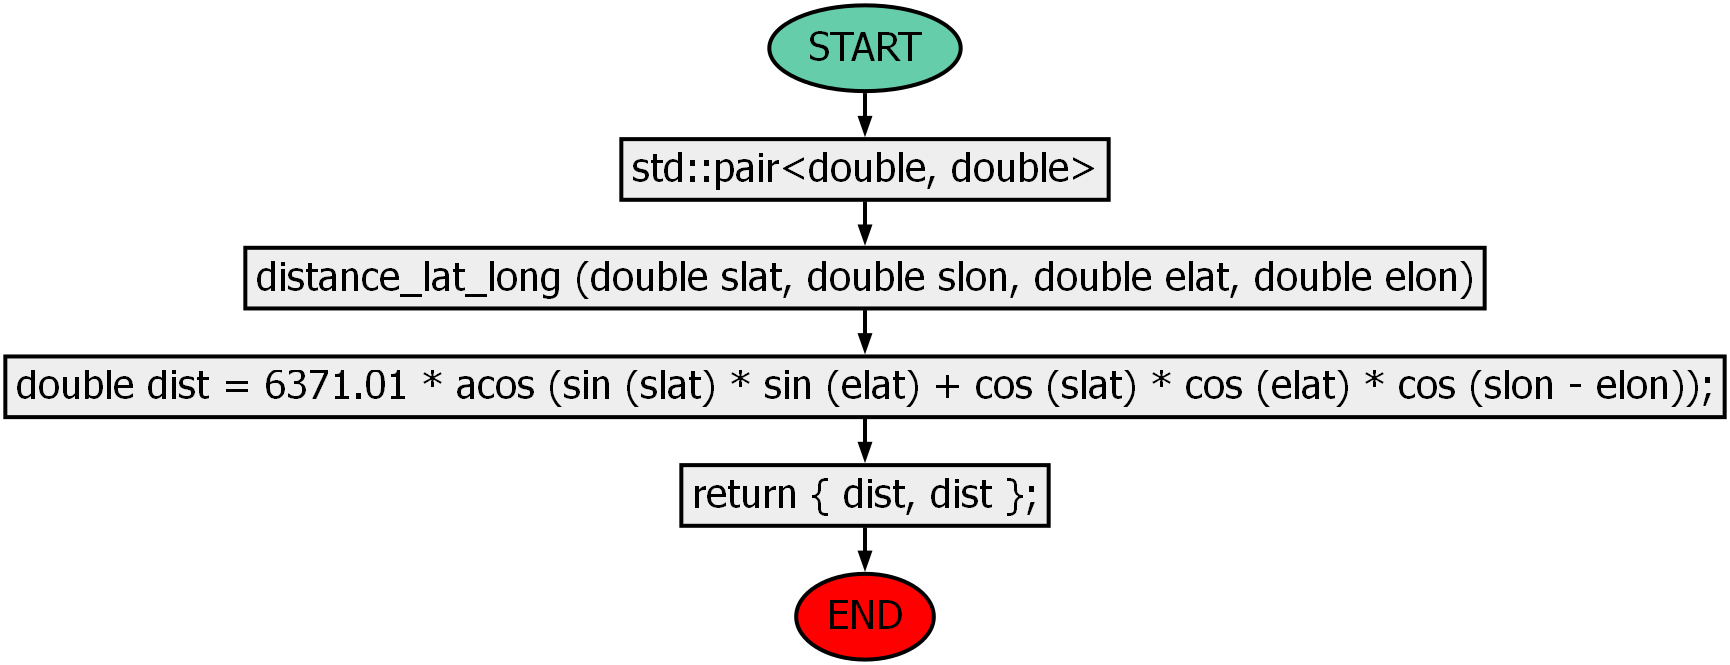 START
std::pair<double, double>
distance_lat_long (double slat, double slon, double elat, double elon)
double dist = 6371.01 * acos (sin (slat) * sin (elat) + cos (slat) * cos (elat) * cos (slon - elon));
return { dist, dist };
END